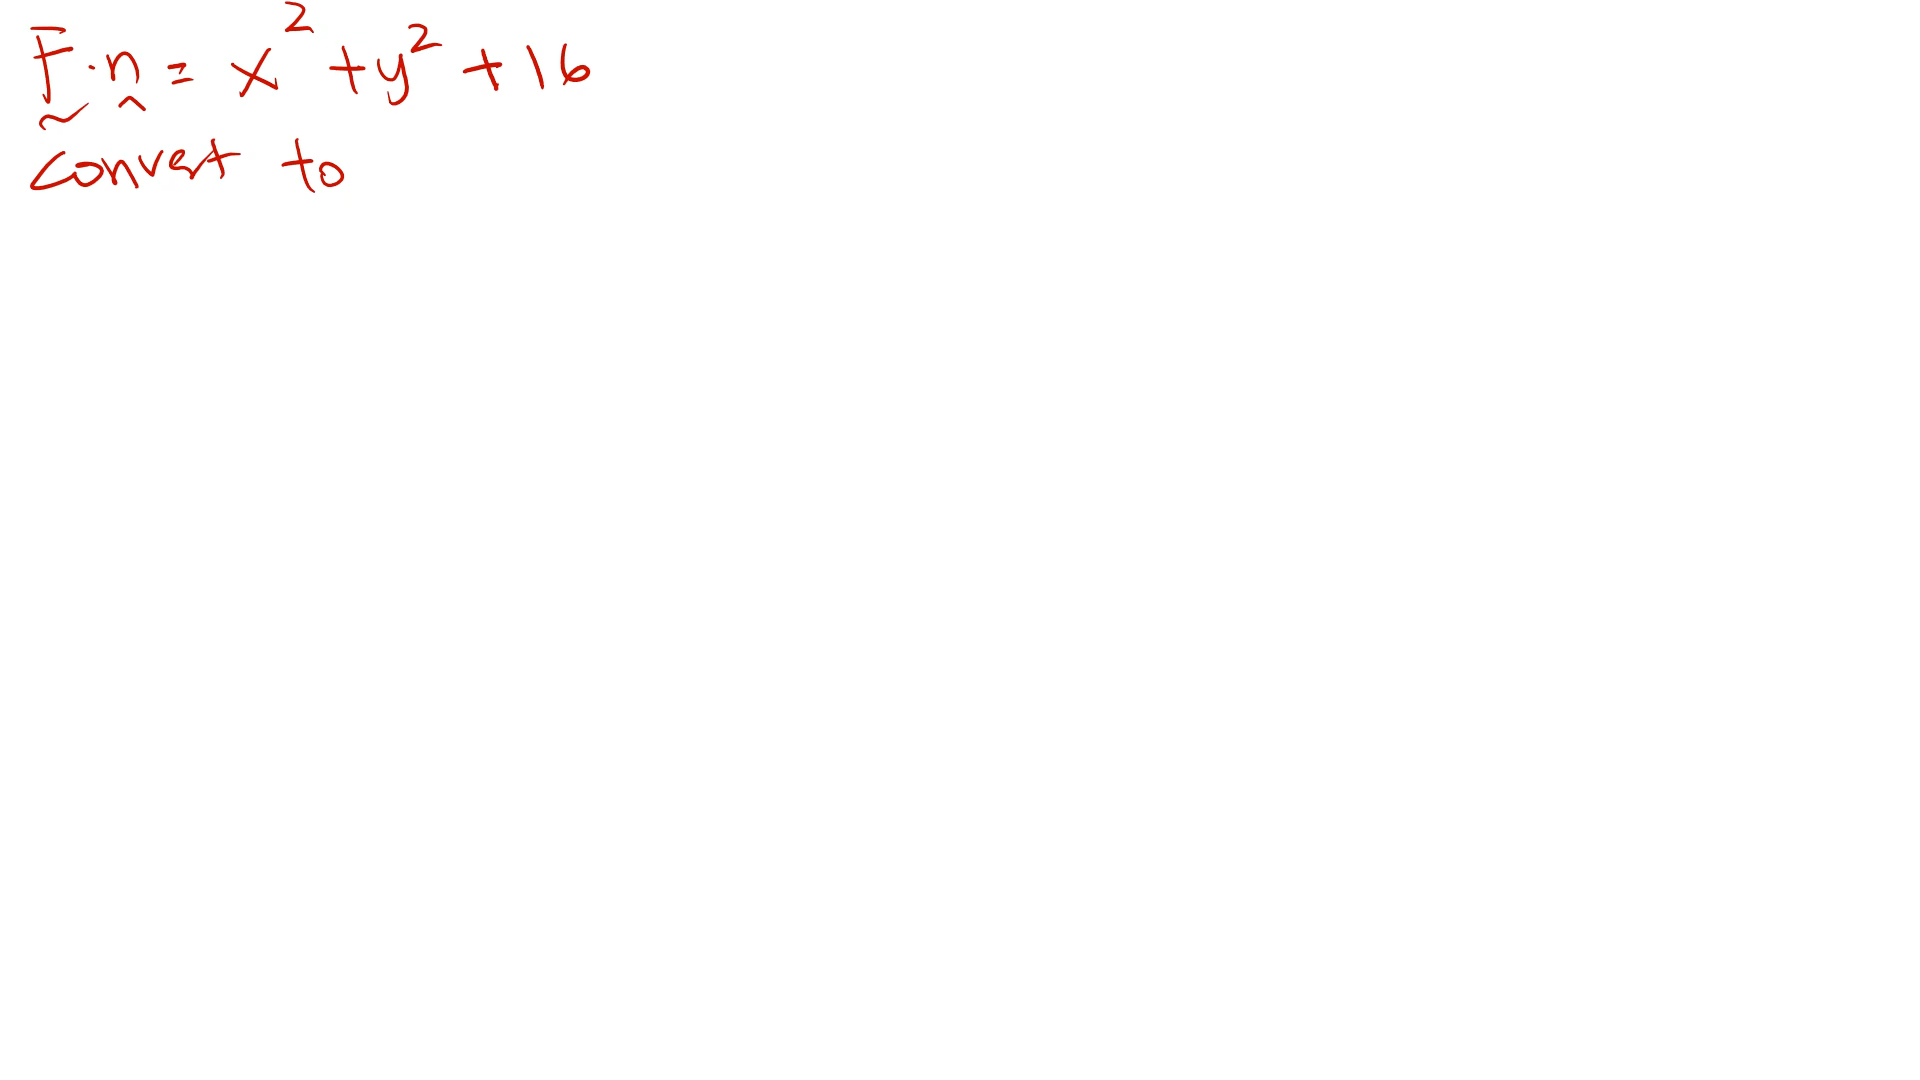 F · n = x² + y² + 16
convert to